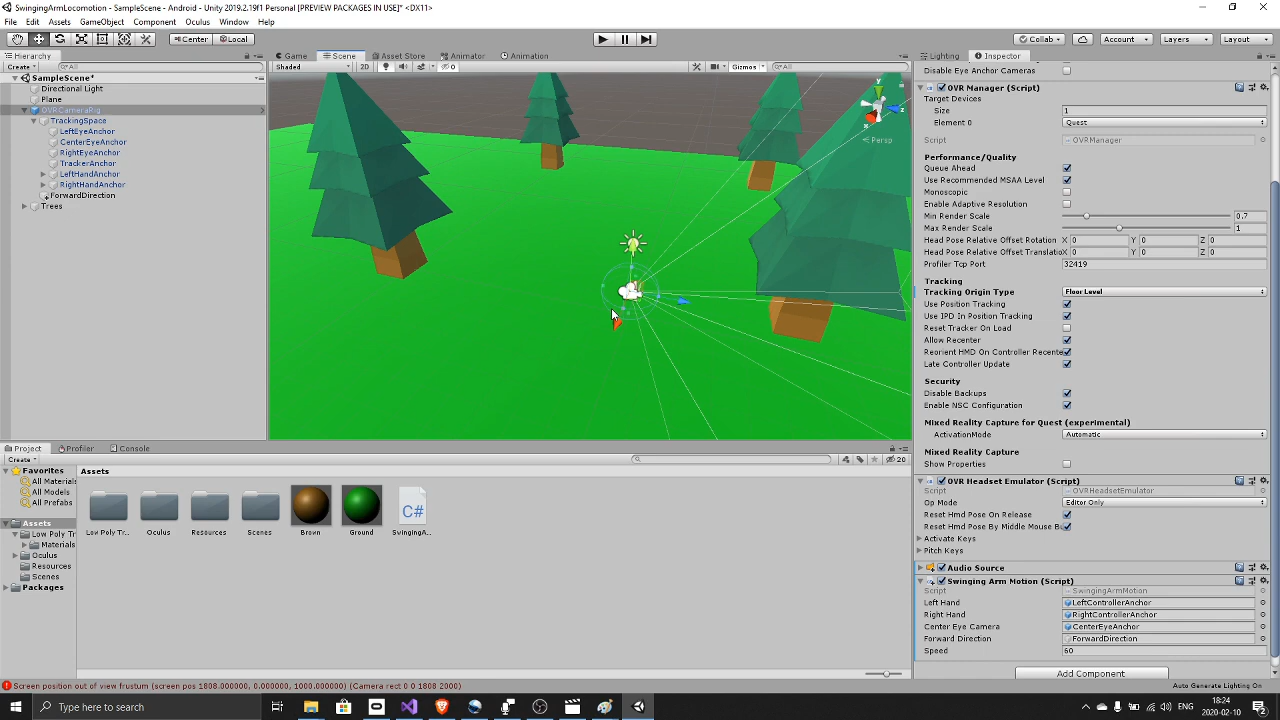 SwingingArmLocomotion - SampleScene - Android - Unity 2019.2.19f1 Personal [PREVIEW PACKAGES IN USE]* <DX11>
File Edit Assets GameObject Component Oculus Window Help
Center Local Collab Account Layers Layout
Hierarchy Game Scene Asset Store Animator Animation Lighting Inspector
Create All Shaded 2D 0 Gizmos All Disable Eye Anchor Cameras
SampleScene*
Directional Light
Plane
OVRCameraRig
TrackingSpace
LeftEyeAnchor
CenterEyeAnchor
RightEyeAnchor
TrackerAnchor
LeftHandAnchor
RightHandAnchor
ForwardDirection
Trees
y
z
x
Persp
OVR Manager (Script)
Target Devices
Size 1
Element 0 Quest
Script OVRManager
Performance/Quality
Queue Ahead
Use Recommended MSAA Level
Monoscopic
Enable Adaptive Resolution
Min Render Scale 0.7
Max Render Scale 1
Head Pose Relative Offset Rotation X 0 Y 0 Z 0
Head Pose Relative Offset Translatio X 0 Y 0 Z 0
Profiler Tcp Port 32419
Tracking
Tracking Origin Type Floor Level
Use Position Tracking
Use IPD In Position Tracking
Reset Tracker On Load
Allow Recenter
Reorient HMD On Controller Recente
Late Controller Update
Security
Disable Backups
Enable NSC Configuration
Mixed Reality Capture for Quest (experimental)
ActivationMode Automatic
Mixed Reality Capture
Show Properties
OVR Headset Emulator (Script)
Script OVRHeadsetEmulator
Op Mode Editor Only
Reset Hmd Pose On Release
Reset Hmd Pose By Middle Mouse B
Activate Keys
Pitch Keys
Audio Source
Swinging Arm Motion (Script)
Script SwingingArmMotion
Left Hand LeftControllerAnchor
Right Hand RightControllerAnchor
Center Eye Camera CenterEyeAnchor
Forward Direction ForwardDirection
Speed 60
Add Component
Auto Generate Lighting On
Project Profiler Console
Create 20
Favorites
All Materials
All Models
All Prefabs
Assets
Low Poly Tr
Materials
Oculus
Resources
Scenes
Packages
Assets
C#
Low Poly Tr... Oculus Resources Scenes Brown Ground SwingingA...
Screen position out of view frustum (screen pos 1808.000000, 0.000000, 1000.000000) (Camera rect 0 0 1808 2000)
Type here to search
ENG
18:24
2020-02-10